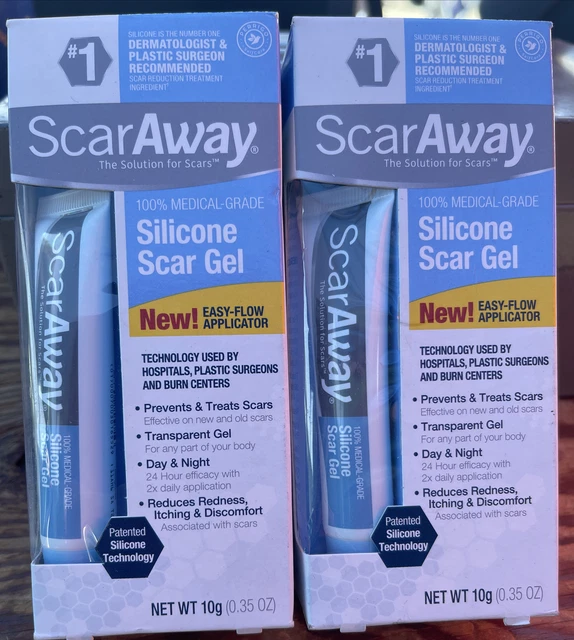 #1
SILICONE IS THE NUMBER ONE
DERMATOLOGIST &
PLASTIC SURGEON
RECOMMENDED
SCAR REDUCTION TREATMENT
INGREDIENT†
ScarAway®
The Solution for Scars™
100% MEDICAL-GRADE
Silicone
Scar Gel
New! EASY-FLOW
APPLICATOR
TECHNOLOGY USED BY
HOSPITALS, PLASTIC SURGEONS
AND BURN CENTERS
• Prevents & Treats Scars
Effective on new and old scars
• Transparent Gel
For any part of your body
• Day & Night
24 Hour efficacy with
2x daily application
• Reduces Redness,
Itching & Discomfort
Associated with scars
ScarAway®
The Solution for Scars™
100% MEDICAL-GRADE
Silicone
Scar Gel
Patented
Silicone
Technology
NET WT 10g (0.35 OZ)
#1
SILICONE IS THE NUMBER ONE
DERMATOLOGIST &
PLASTIC SURGEON
RECOMMENDED
SCAR REDUCTION TREATMENT
INGREDIENT†
ScarAway®
The Solution for Scars™
100% MEDICAL-GRADE
Silicone
Scar Gel
New! EASY-FLOW
APPLICATOR
TECHNOLOGY USED BY
HOSPITALS, PLASTIC SURGEONS
AND BURN CENTERS
• Prevents & Treats Scars
Effective on new and old scars
• Transparent Gel
For any part of your body
• Day & Night
24 Hour efficacy with
2x daily application
• Reduces Redness,
Itching & Discomfort
Associated with scars
ScarAway®
The Solution for Scars™
100% MEDICAL-GRADE
Silicone
Scar Gel
Patented
Silicone
Technology
NET WT 10g (0.35 OZ)